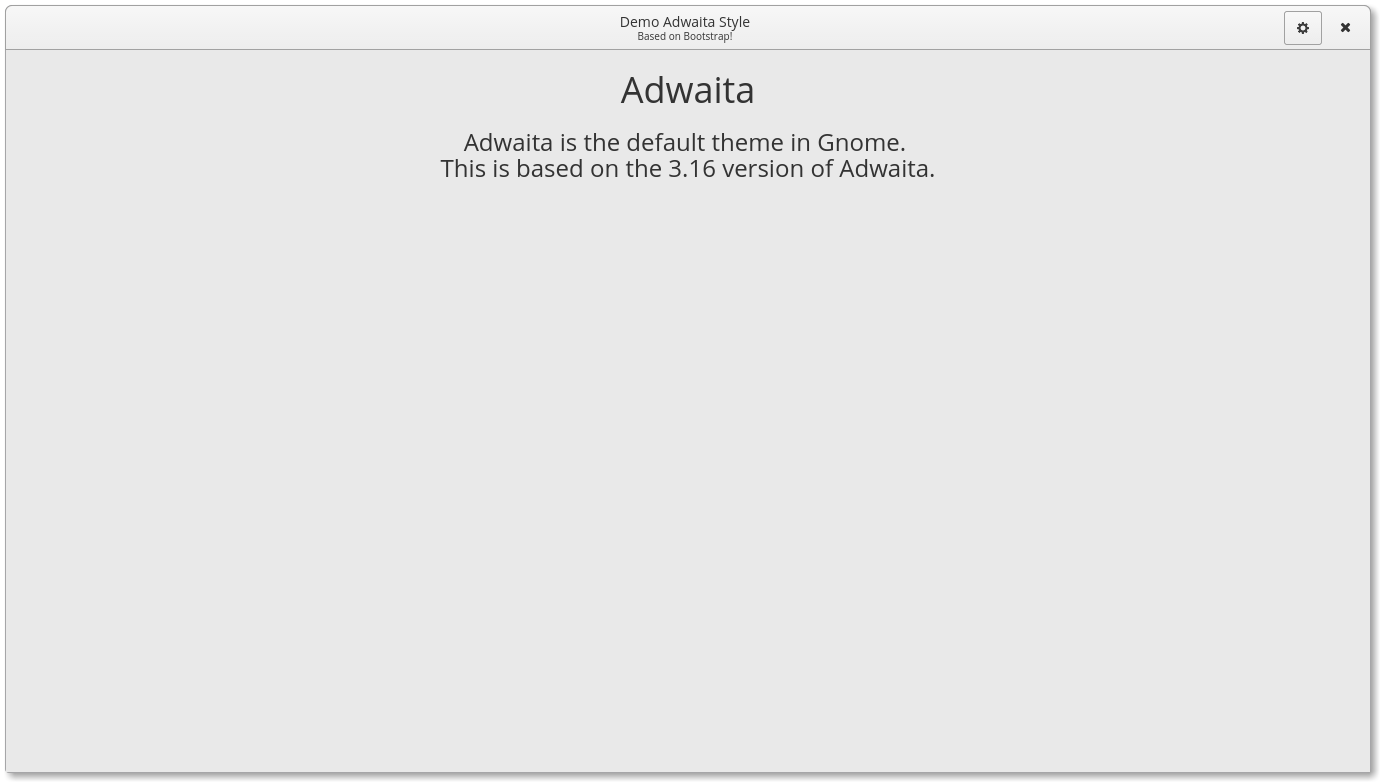 Demo Adwaita Style
Based on Bootstrap!
Adwaita
Adwaita is the default theme in Gnome.
This is based on the 3.16 version of Adwaita.